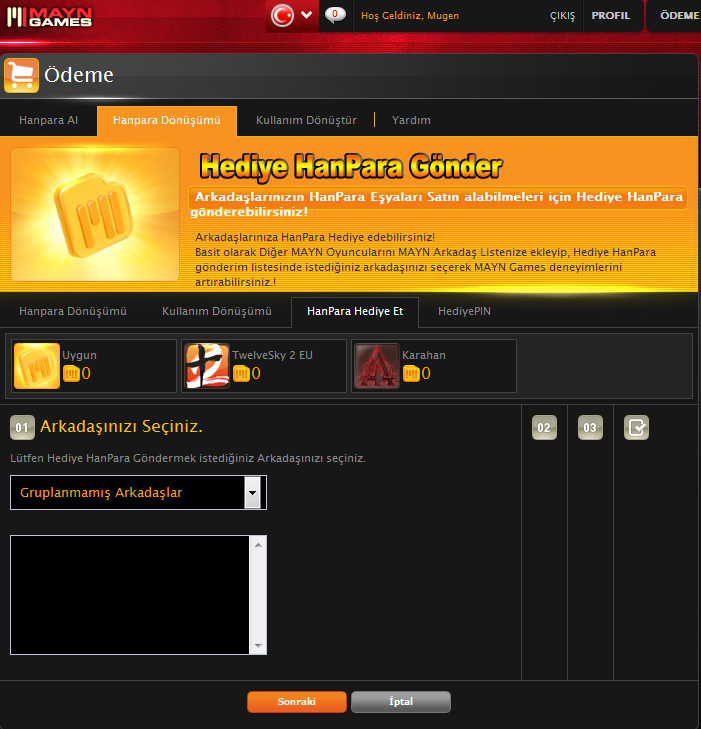 MAYN
GAMES
0
Hoş Geldiniz, Mugen
ÇIKIŞ
PROFIL
ÖDEME
Ödeme
Hanpara Al
Hanpara Dönüşümü
Kullanım Dönüştür
Yardım
Hediye HanPara Gönder
Arkadaşlarınızın HanPara Eşyaları Satın alabilmeleri için Hediye HanPara
gönderebilirsiniz!
Arkadaşlarınıza HanPara Hediye edebilirsiniz!
Basit olarak Diğer MAYN Oyuncularını MAYN Arkadaş Listenize ekleyip, Hediye HanPara
gönderim listesinde istediğiniz arkadaşınızı seçerek MAYN Games deneyimlerini
artırabilirsiniz.!
Hanpara Dönüşümü
Kullanım Dönüşümü
HanPara Hediye Et
HediyePIN
Uygun
0
TwelveSky 2 EU
0
Karahan
0
01 Arkadaşınızı Seçiniz.
02
03
Lütfen Hediye HanPara Göndermek istediğiniz Arkadaşınızı seçiniz.
Gruplanmamış Arkadaşlar
Sonraki
İptal